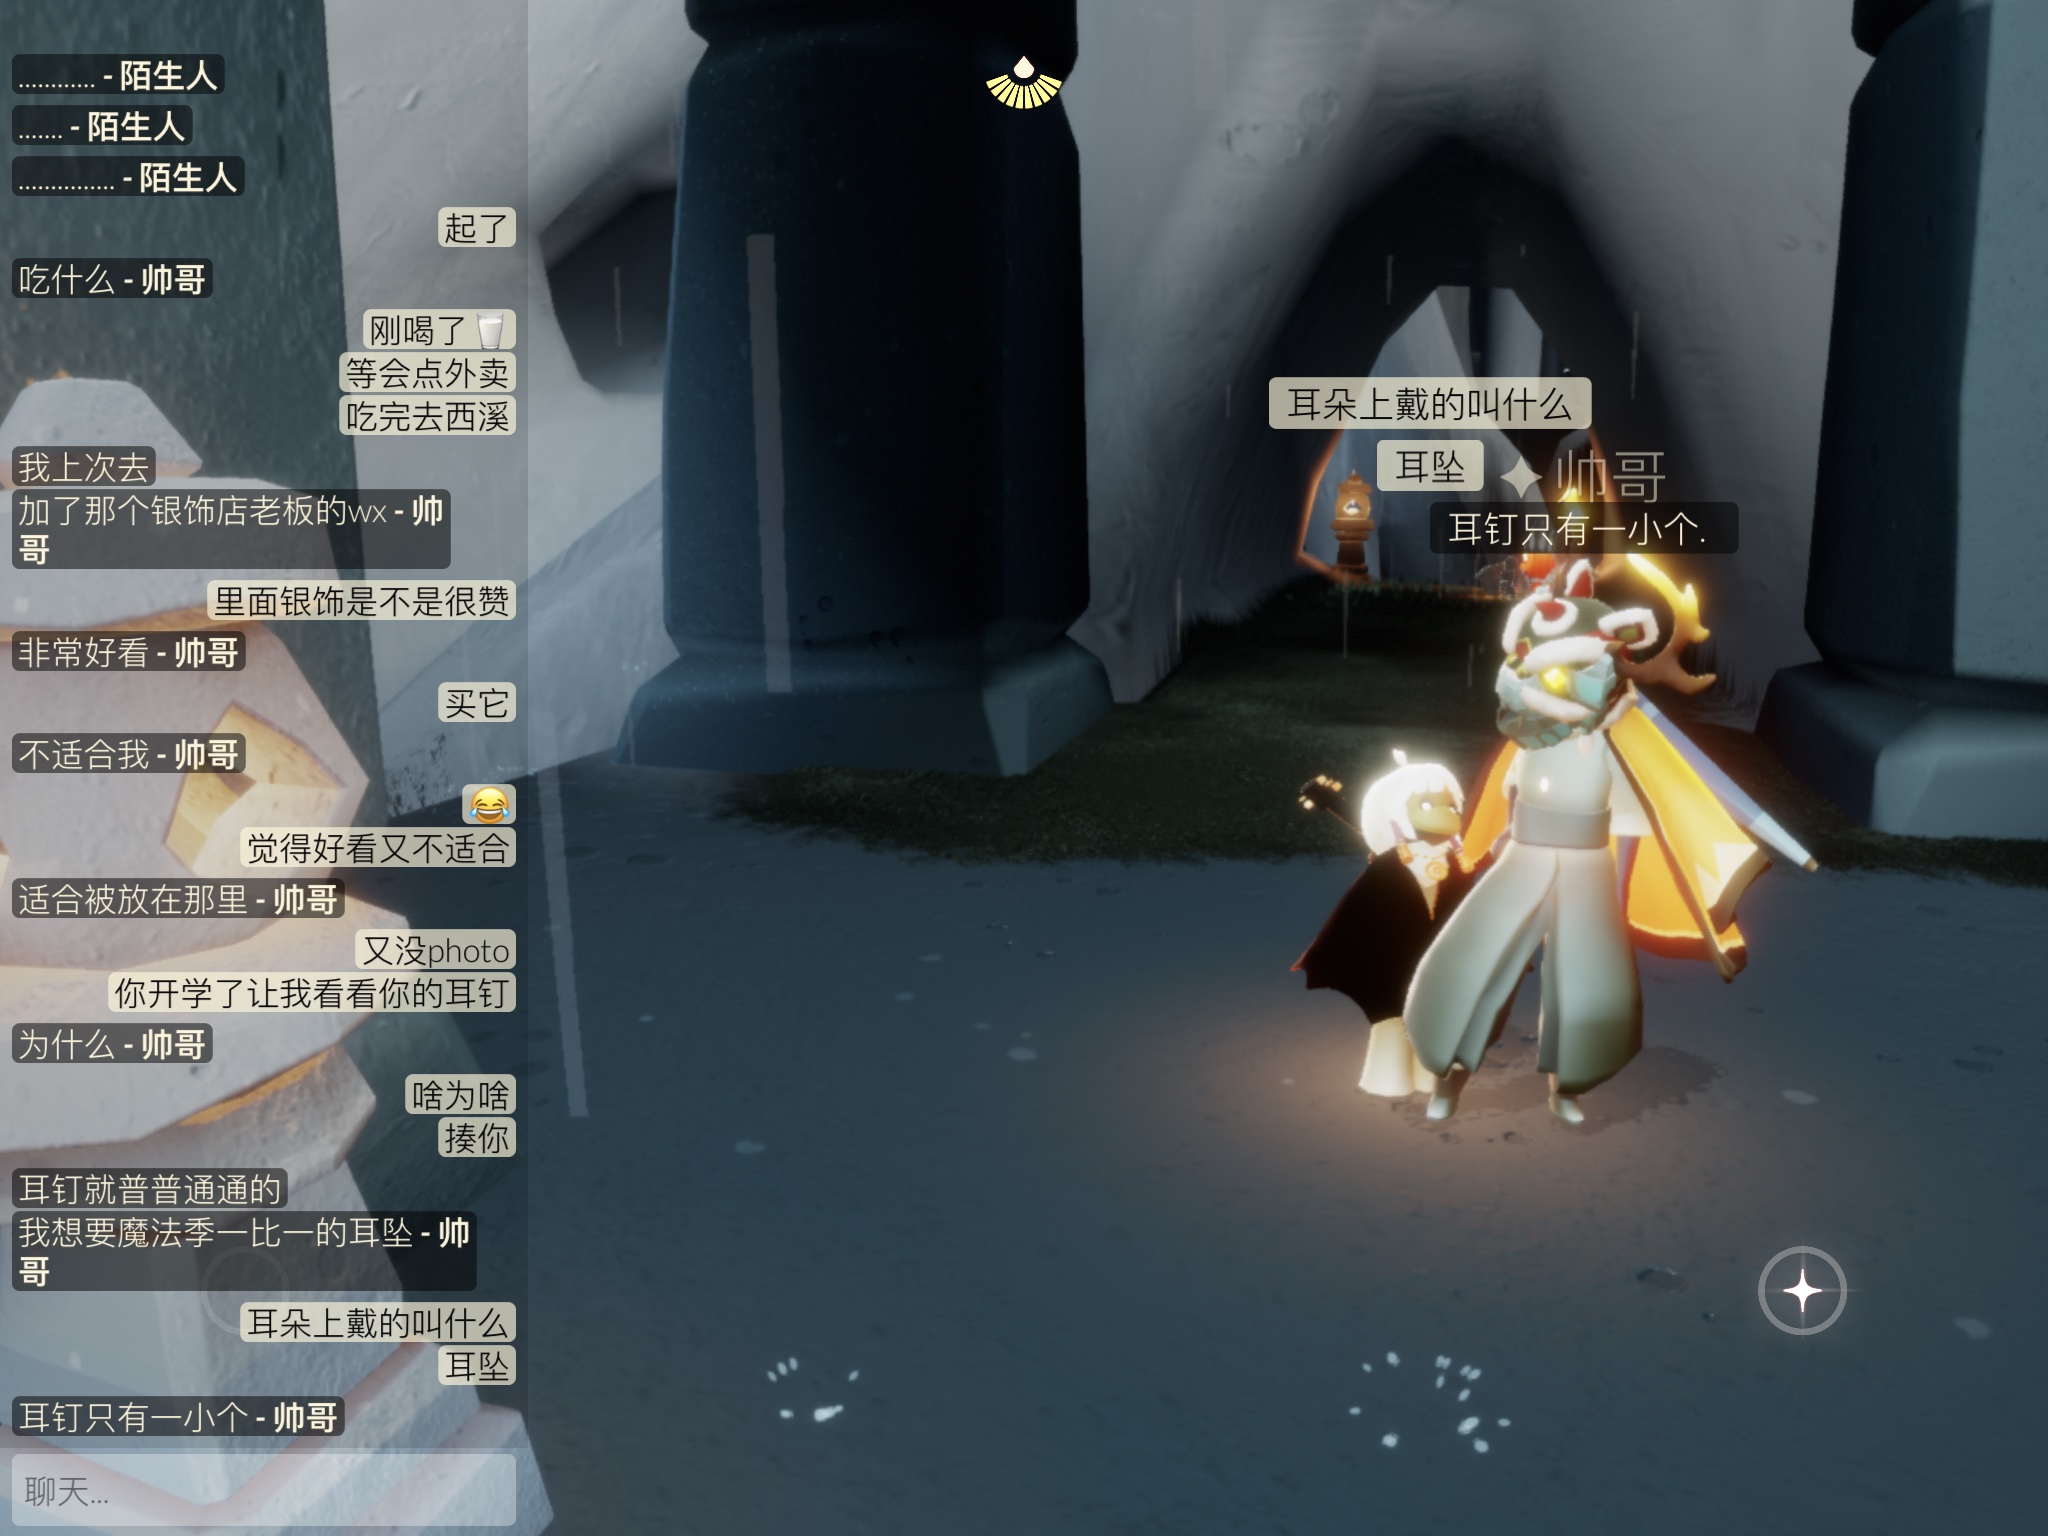 ............ - 陌生人
....... - 陌生人
............... - 陌生人
起了
吃什么 - 帅哥
刚喝了🥛
等会点外卖
吃完去西溪
我上次去
加了那个银饰店老板的wx - 帅
哥
里面银饰是不是很赞
非常好看 - 帅哥
买它
不适合我 - 帅哥
😂
觉得好看又不适合
适合被放在那里 - 帅哥
又没photo
你开学了让我看看你的耳钉
为什么 - 帅哥
啥为啥
揍你
耳钉就普普通通的
我想要魔法季一比一的耳坠 - 帅
哥
耳朵上戴的叫什么
耳坠
耳钉只有一小个 - 帅哥
聊天...
耳朵上戴的叫什么
耳坠
帅哥
耳钉只有一小个.